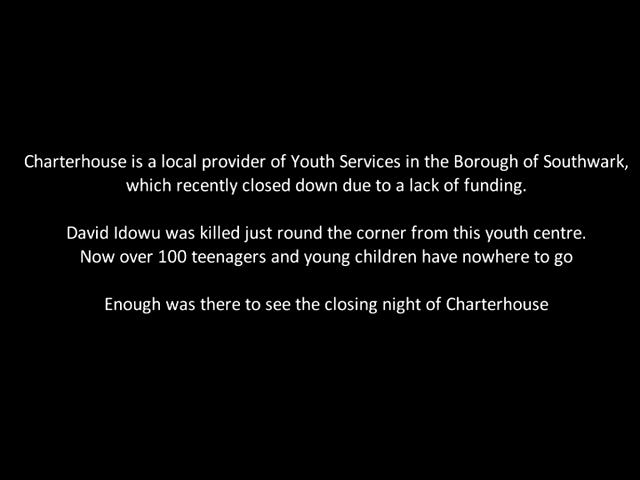 Charterhouse is a local provider of Youth Services in the Borough of Southwark,
which recently closed down due to a lack of funding.
David Idowu was killed just round the corner from this youth centre.
Now over 100 teenagers and young children have nowhere to go
Enough was there to see the closing night of Charterhouse